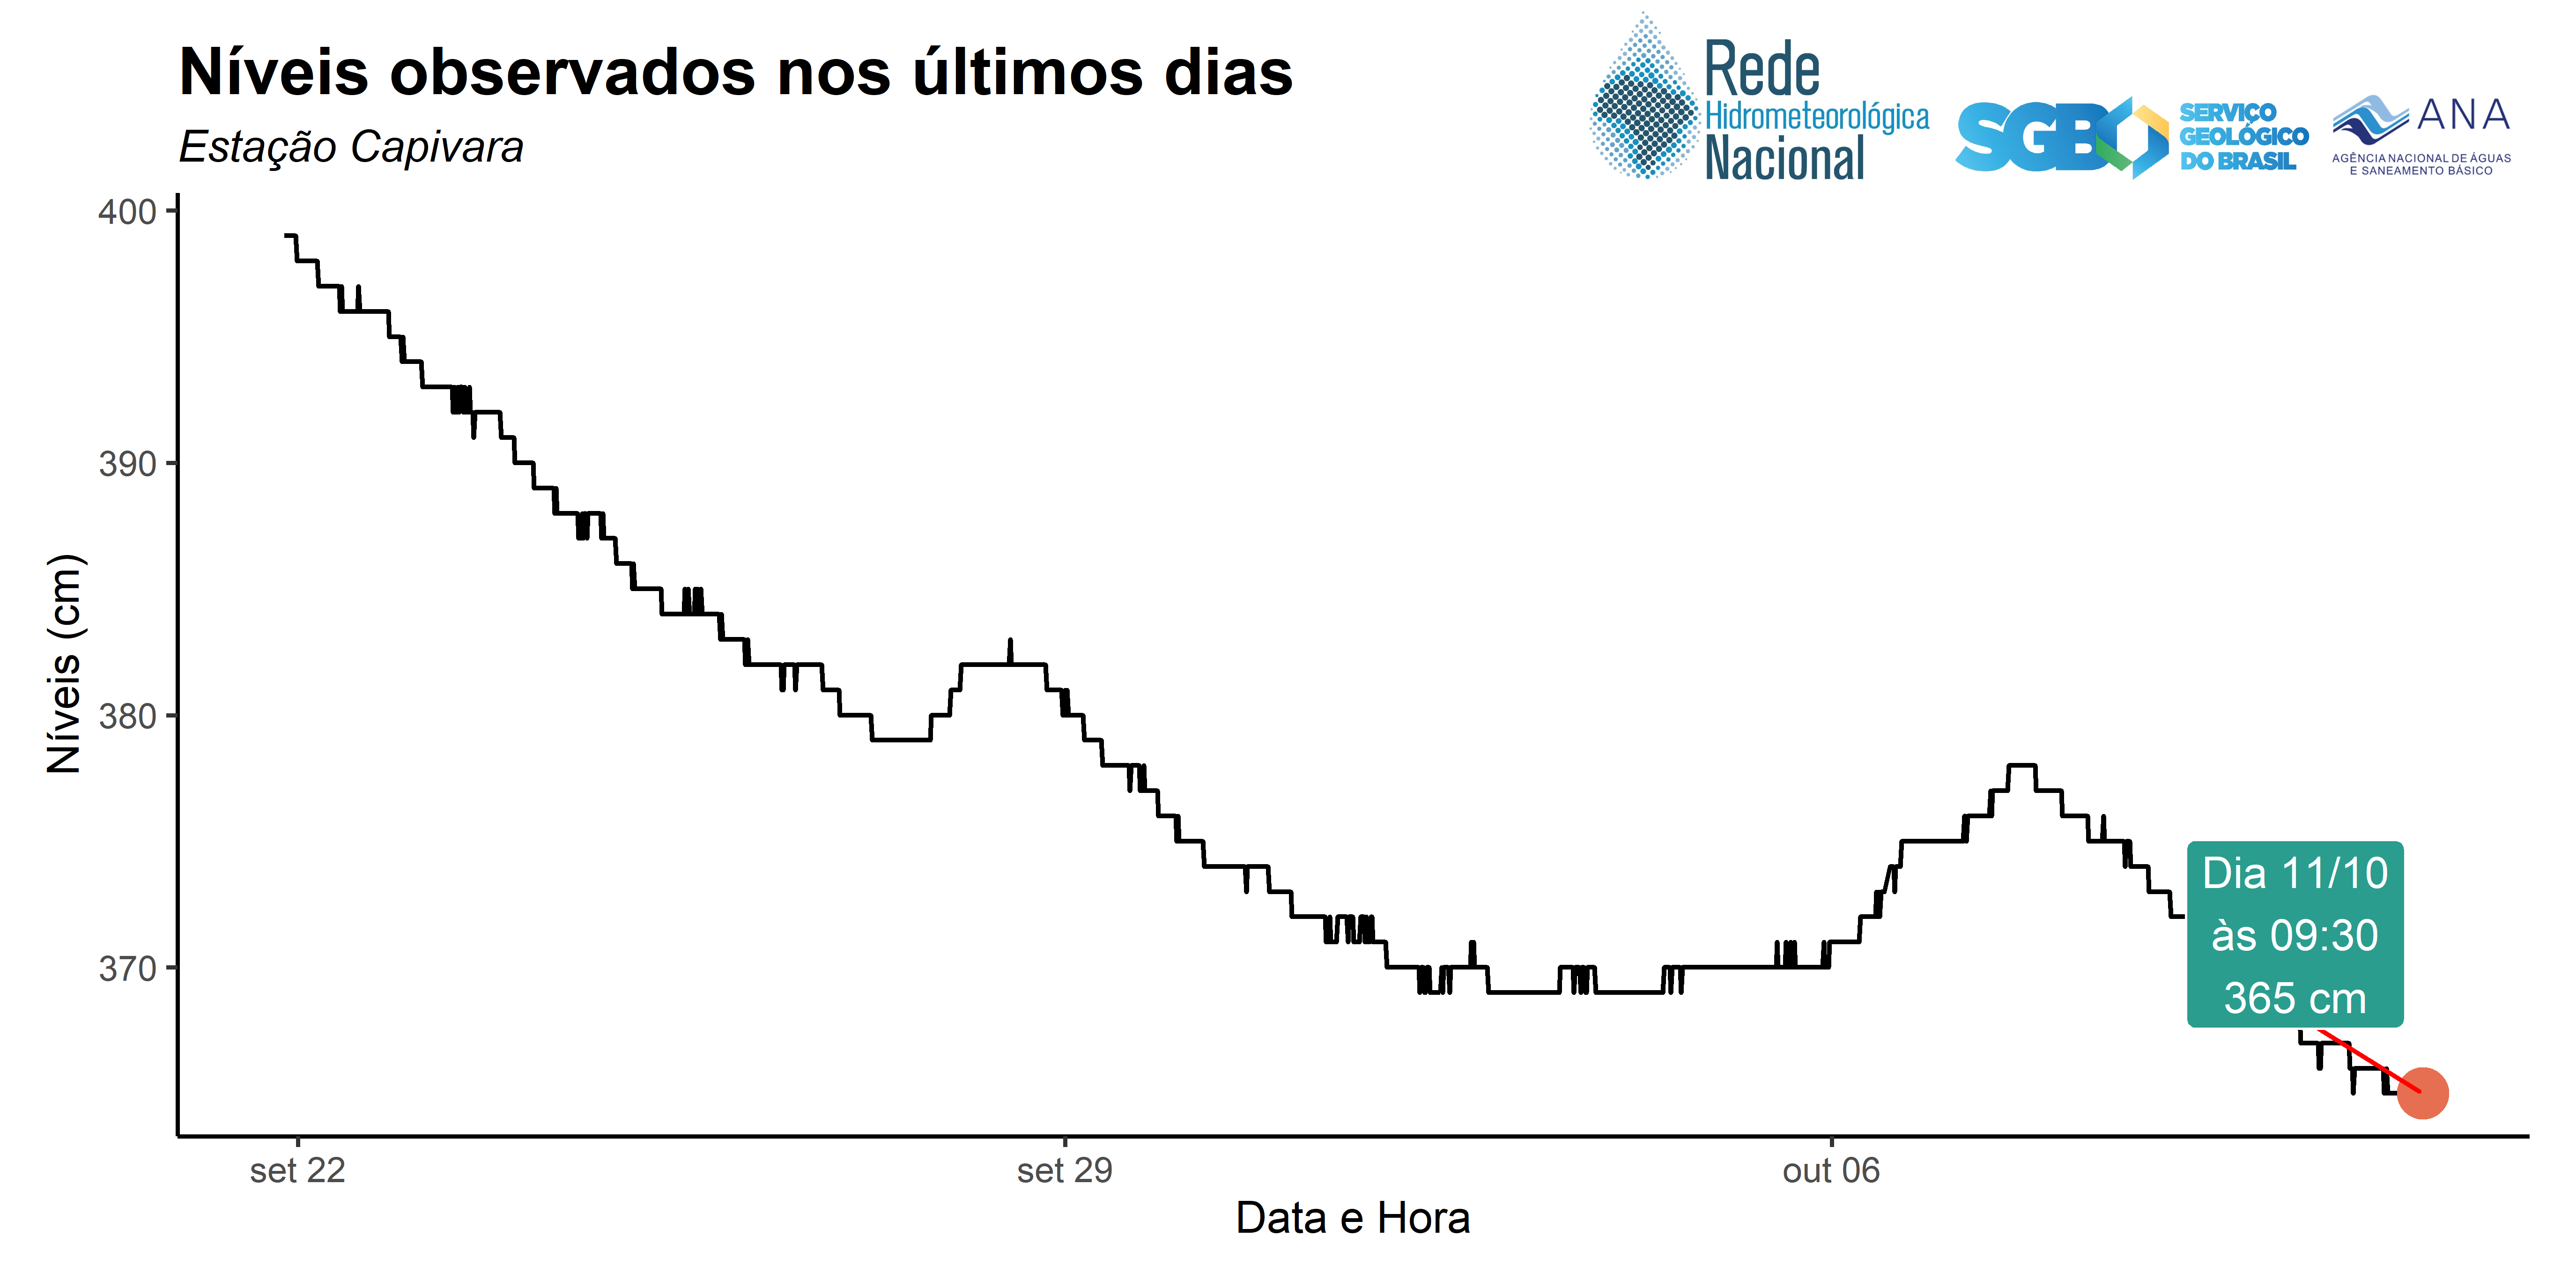 Níveis observados nos últimos dias
Estação Capivara
Rede
Hidrometeorológica
Nacional
SGB
SERVIÇO
GEOLÓGICO
DO BRASIL
ANA
AGÊNCIA NACIONAL DE ÁGUAS
E SANEAMENTO BÁSICO
400
390
380
370
Níveis (cm)
Dia 11/10
às 09:30
365 cm
set 22
set 29
out 06
Data e Hora